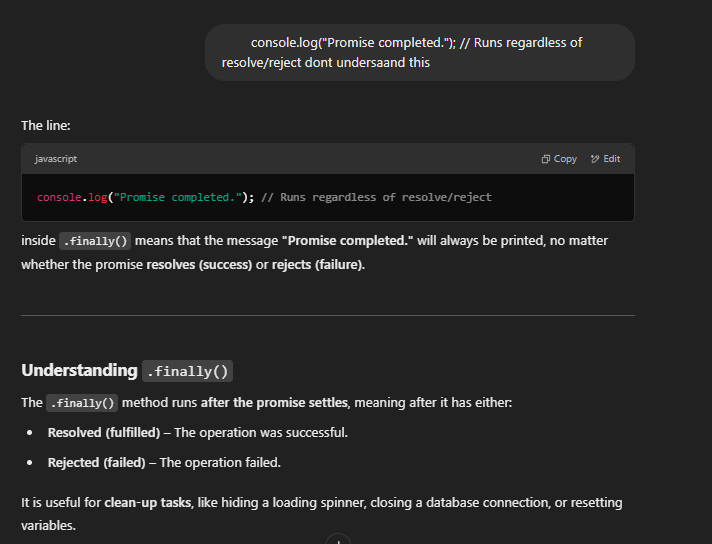 console.log("Promise completed."); // Runs regardless of
resolve/reject dont undersaand this
The line:
javascript Copy Edit
console.log("Promise completed."); // Runs regardless of resolve/reject
inside .finally() means that the message "Promise completed." will always be printed, no matter
whether the promise resolves (success) or rejects (failure).
Understanding .finally()
The .finally() method runs after the promise settles, meaning after it has either:
• Resolved (fulfilled) – The operation was successful.
• Rejected (failed) – The operation failed.
It is useful for clean-up tasks, like hiding a loading spinner, closing a database connection, or resetting
variables.